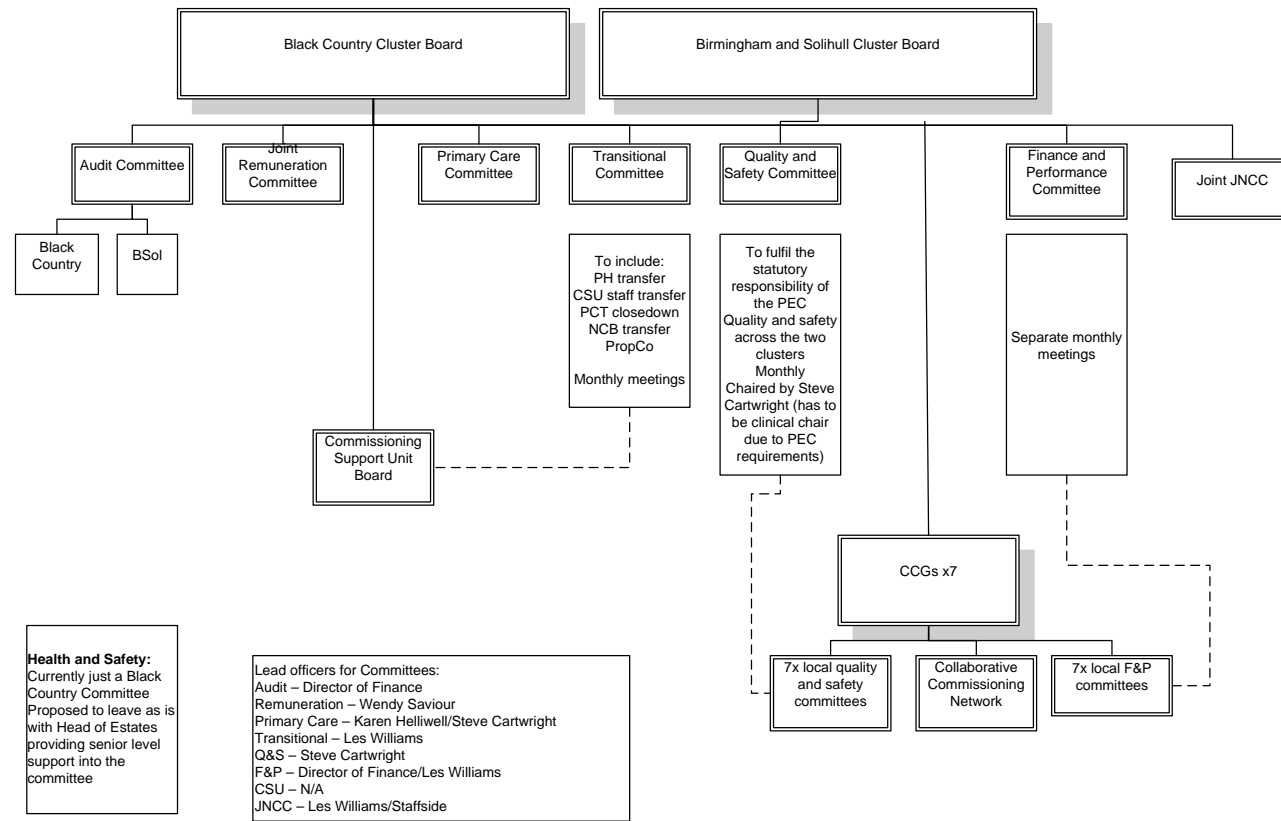 Black Country Cluster Board
Birmingham and Solihull Cluster Board
Audit Committee
Joint
Remuneration
Committee
Primary Care
Committee
Transitional
Committee
Quality and
Safety Committee
Finance and
Performance
Committee
Joint JNCC
Black
Country
BSol
To include:
PH transfer
CSU staff transfer
PCT closedown
NCB transfer
PropCo
Monthly meetings
To fulfil the
statutory
responsibility of
the PEC
Quality and safety
across the two
clusters
Monthly
Chaired by Steve
Cartwright (has to
be clinical chair
due to PEC
requirements)
Separate monthly
meetings
Commissioning
Support Unit
Board
CCGs x7
7x local quality
and safety
committees
Collaborative
Commissioning
Network
7x local F&P
committees
Health and Safety:
Currently just a Black
Country Committee
Proposed to leave as is
with Head of Estates
providing senior level
support into the
committee
Lead officers for Committees:
Audit – Director of Finance
Remuneration – Wendy Saviour
Primary Care – Karen Helliwell/Steve Cartwright
Transitional – Les Williams
Q&S – Steve Cartwright
F&P – Director of Finance/Les Williams
CSU – N/A
JNCC – Les Williams/Staffside